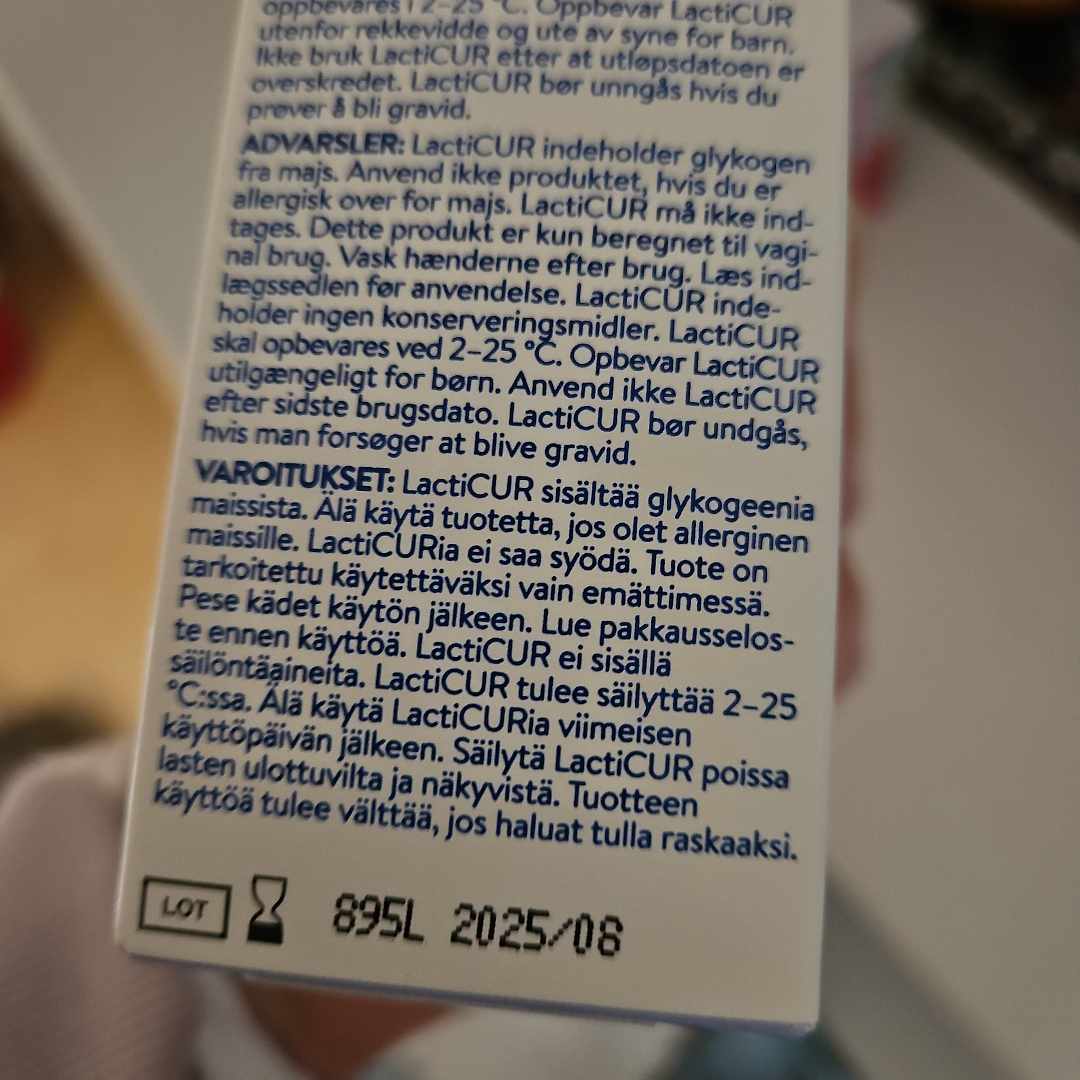 oppbevares i 2–25 °C. Oppbevar LactiCUR
utenfor rekkevidde og ute av syne for barn.
Ikke bruk LactiCUR etter at utløpsdatoen er
overskredet. LactiCUR bør unngås hvis du
prøver å bli gravid.
ADVARSLER: LactiCUR indeholder glykogen
fra majs. Anvend ikke produktet, hvis du er
allergisk over for majs. LactiCUR må ikke ind-
tages. Dette produkt er kun beregnet til vagi-
nal brug. Vask hænderne efter brug. Læs ind-
lægssedlen før anvendelse. LactiCUR inde-
holder ingen konserveringsmidler. LactiCUR
skal opbevares ved 2–25 °C. Opbevar LactiCUR
utilgængeligt for børn. Anvend ikke LactiCUR
efter sidste brugsdato. LactiCUR bør undgås,
hvis man forsøger at blive gravid.
VAROITUKSET: LactiCUR sisältää glykogeenia
maissista. Älä käytä tuotetta, jos olet allerginen
maissille. LactiCURia ei saa syödä. Tuote on
tarkoitettu käytettäväksi vain emättimessä.
Pese kädet käytön jälkeen. Lue pakkausselos-
te ennen käyttöä. LactiCUR ei sisällä
säilöntäaineita. LactiCUR tulee säilyttää 2–25
°C:ssa. Älä käytä LactiCURia viimeisen
käyttöpäivän jälkeen. Säilytä LactiCUR poissa
lasten ulottuvilta ja näkyvistä. Tuotteen
käyttöä tulee välttää, jos haluat tulla raskaaksi.
LOT 895L 2025/08